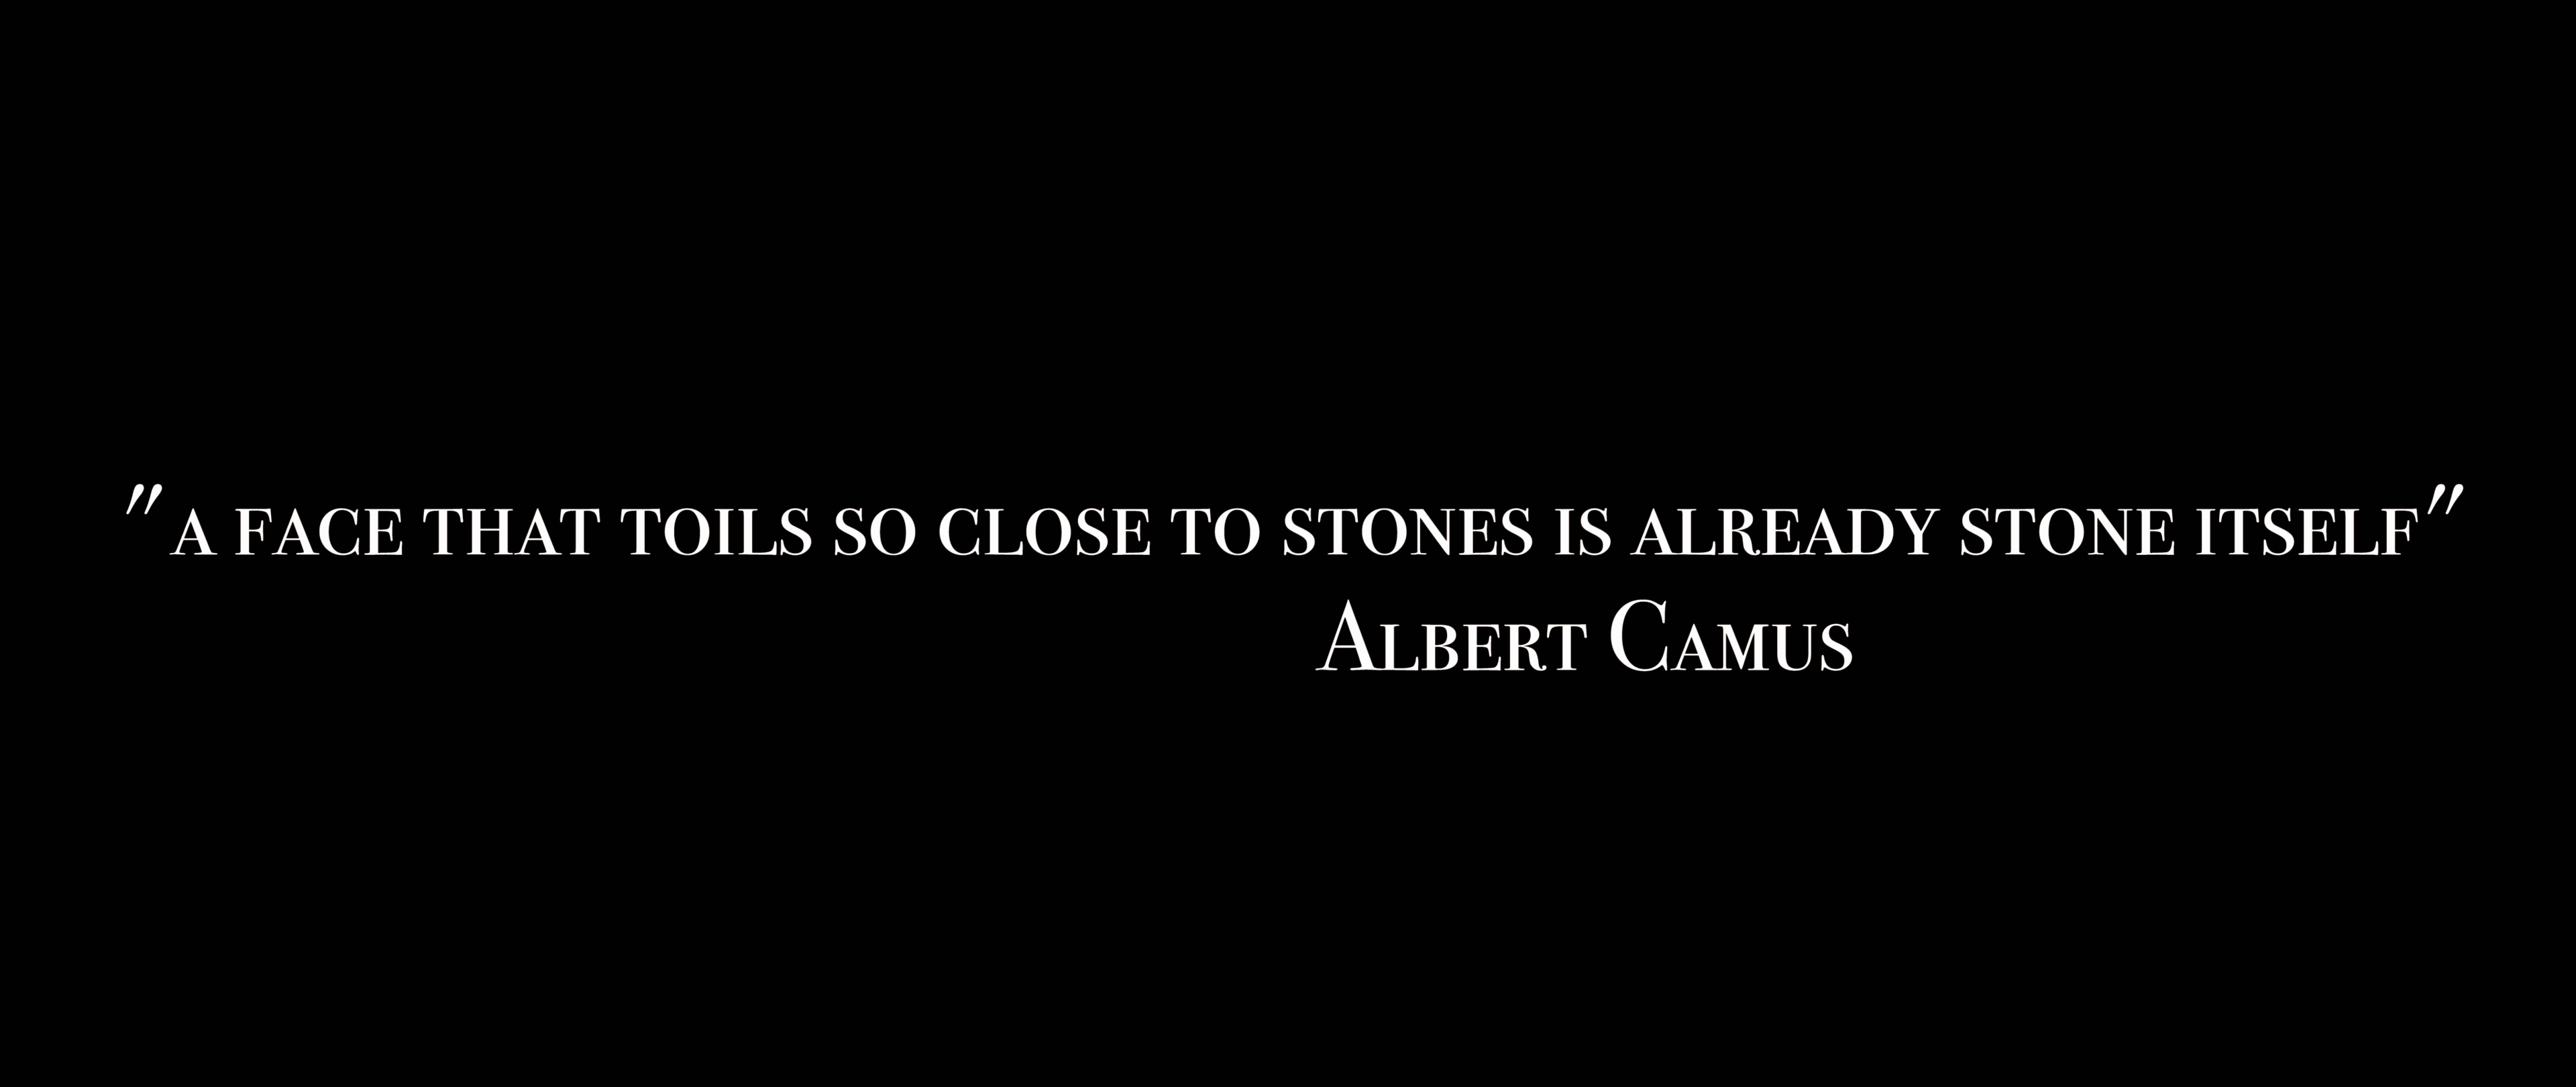 "A FACE THAT TOILS SO CLOSE TO STONES IS ALREADY STONE ITSELF"
ALBERT CAMUS